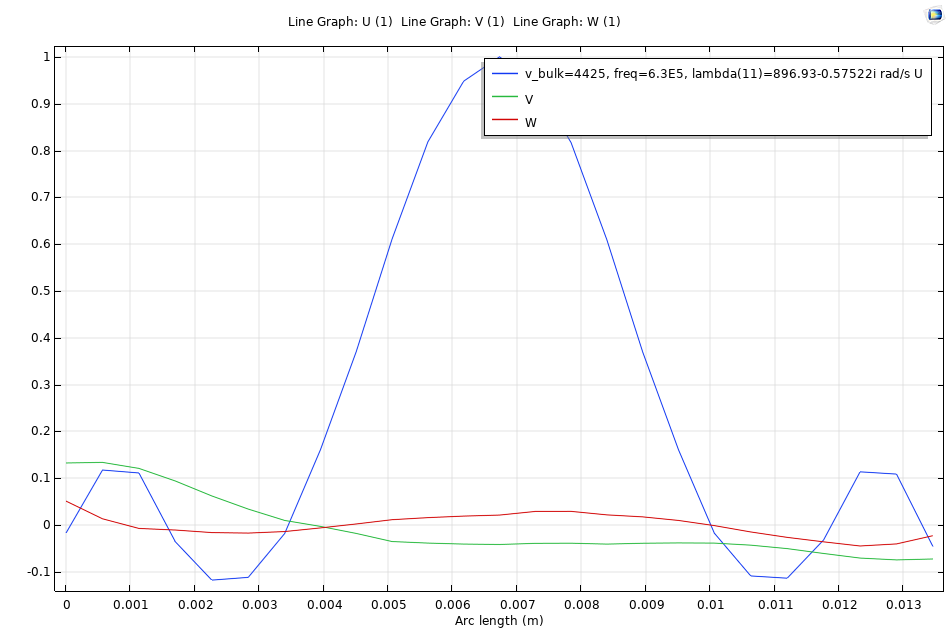 Line Graph: U (1)  Line Graph: V (1)  Line Graph: W (1)
v_bulk=4425, freq=6.3E5, lambda(11)=896.93-0.57522i rad/s U
V
W
1
0.9
0.8
0.7
0.6
0.5
0.4
0.3
0.2
0.1
0
-0.1
0 0.001 0.002 0.003 0.004 0.005 0.006 0.007 0.008 0.009 0.01 0.011 0.012 0.013
Arc length (m)